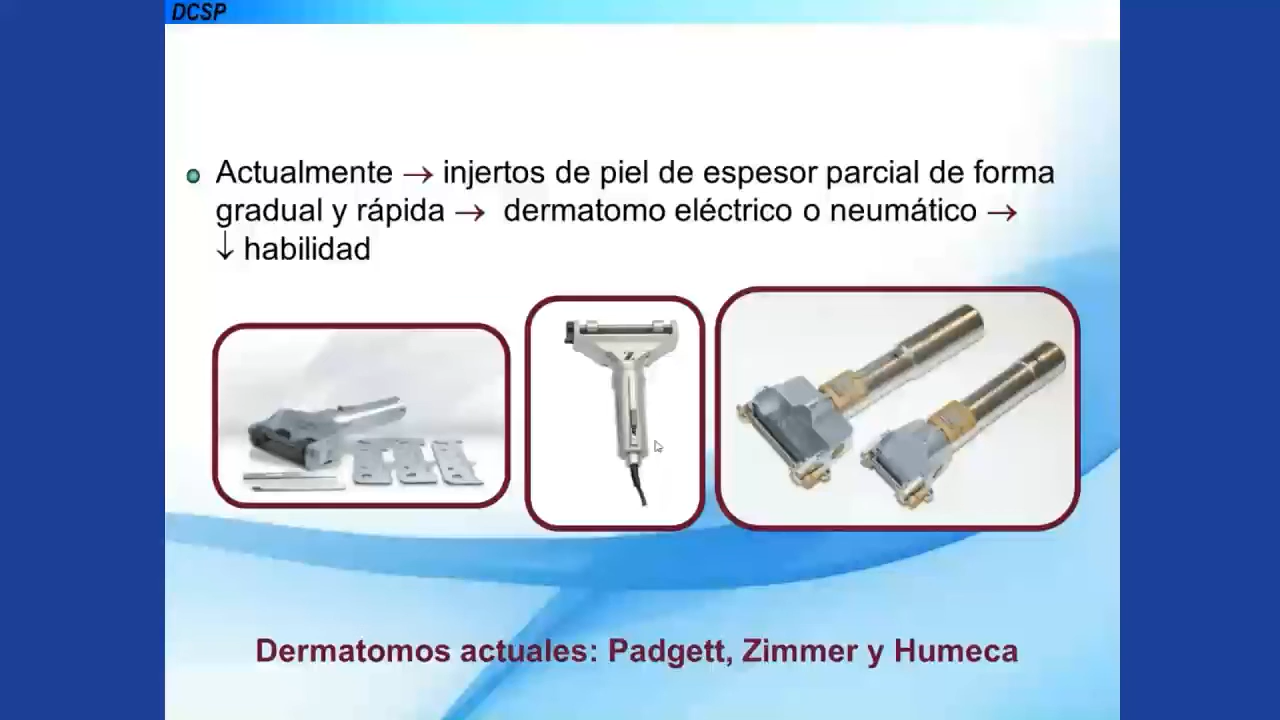 DCSP
Actualmente → injertos de piel de espesor parcial de forma
gradual y rápida → dermatomo eléctrico o neumático →
↓ habilidad
Z
Dermatomos actuales: Padgett, Zimmer y Humeca